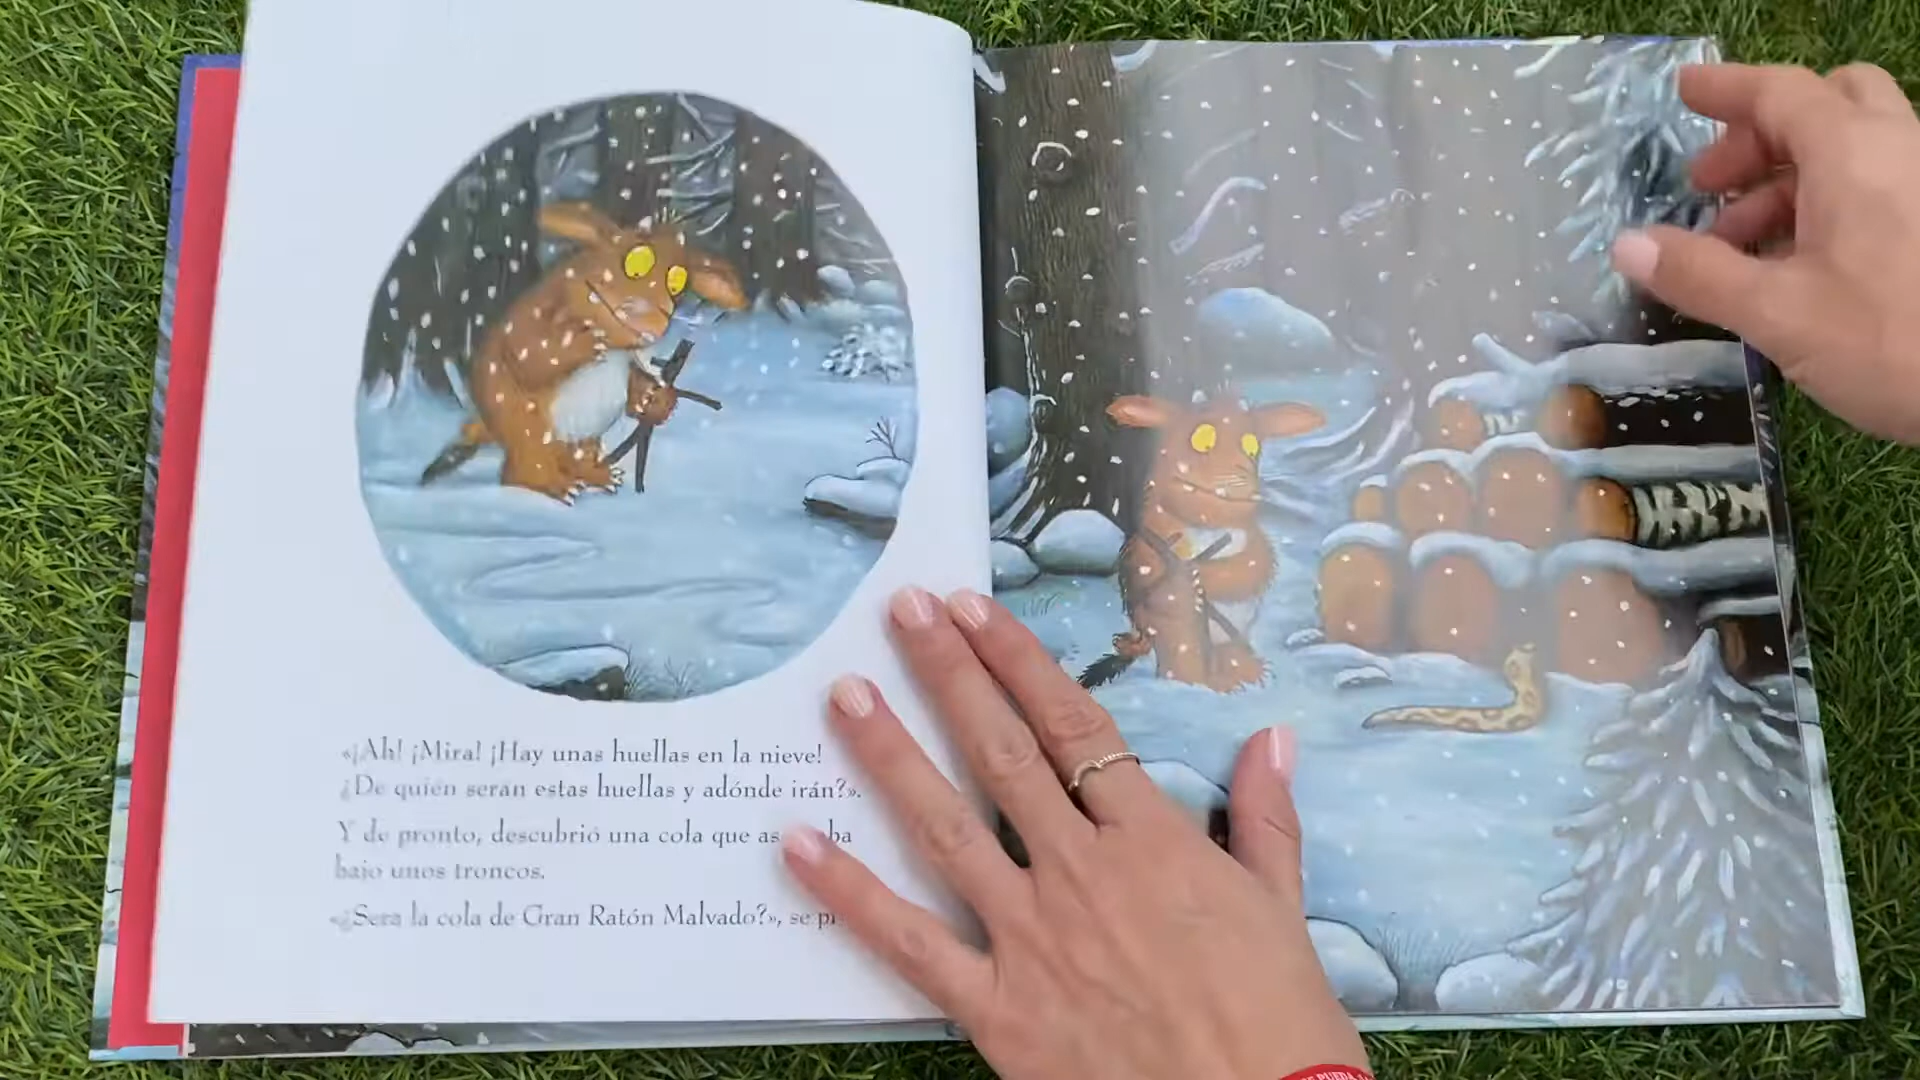 «¡Ah! ¡Mira! ¡Hay unas huellas en la nieve!
¿De quién serán estas huellas y adónde irán?».
Y de pronto, descubrió una cola que
bajo unos troncos.
«¿Será la cola de Gran Ratón Malvado?», se
PUEDA